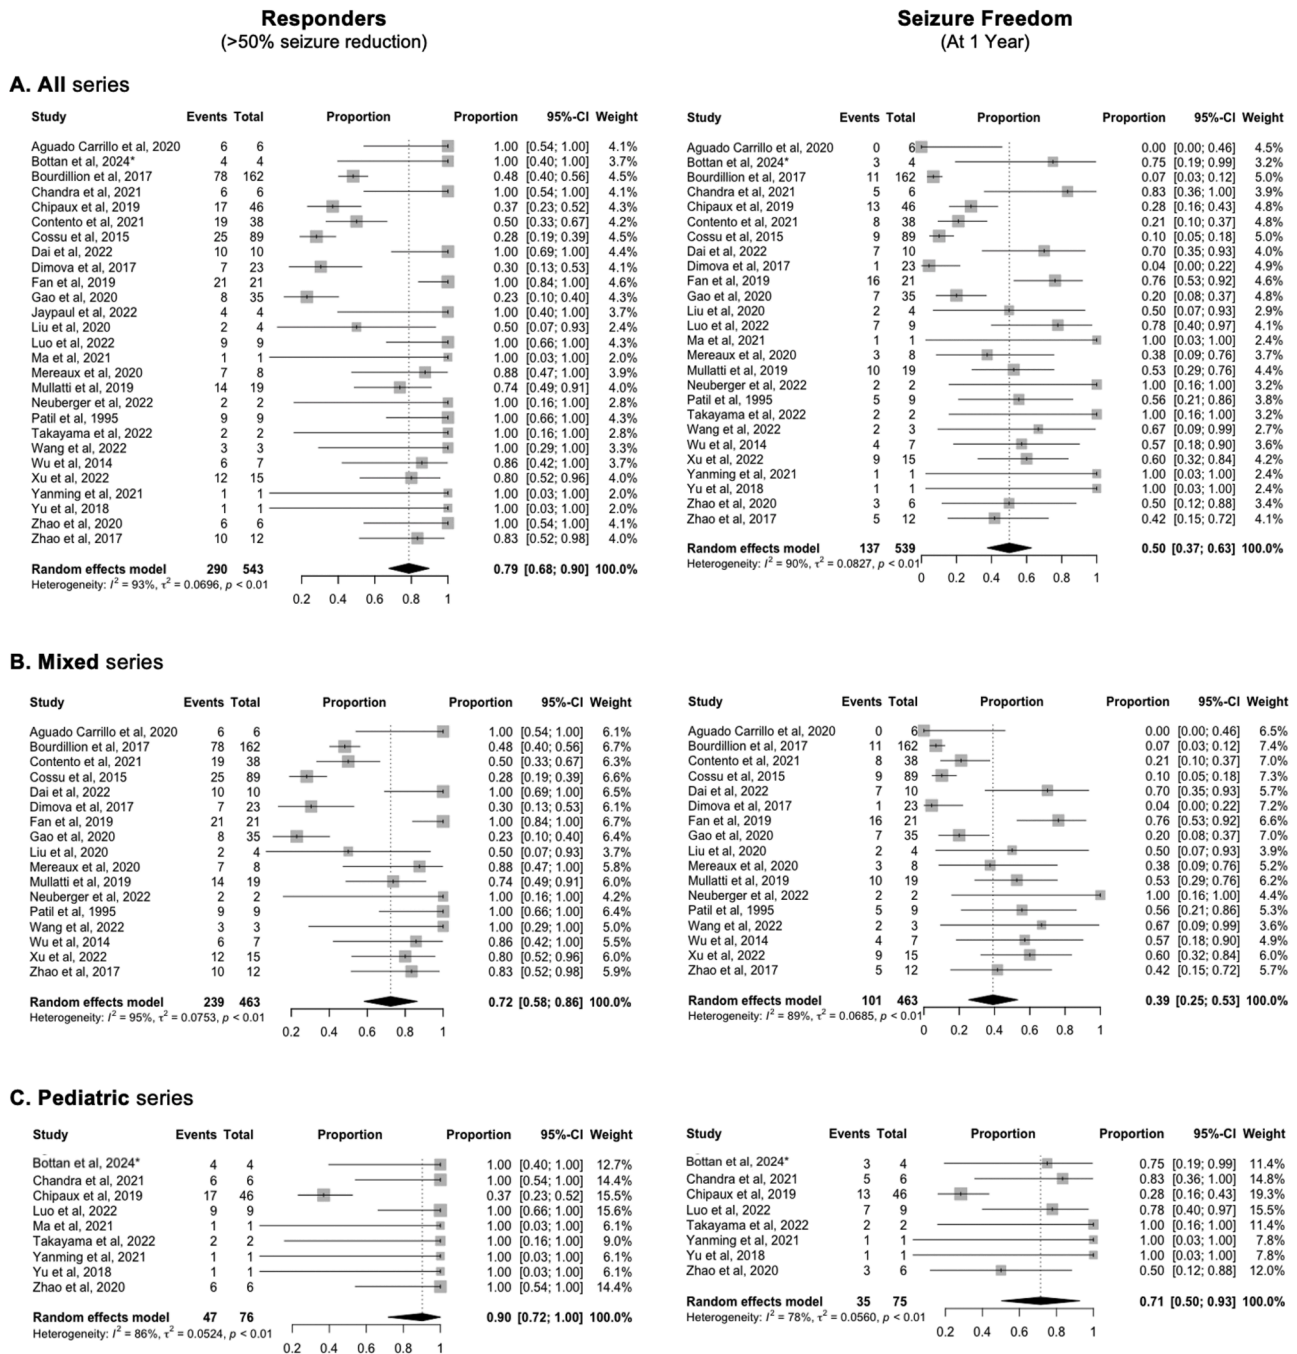 Responders
(>50% seizure reduction)
Seizure Freedom
(At 1 Year)
A. All series
Study Events Total Proportion Proportion 95%-CI Weight
Aguado Carrillo et al, 2020 6 6 1.00 [0.54; 1.00] 4.1%
Bottan et al, 2024* 4 4 1.00 [0.40; 1.00] 3.7%
Bourdillion et al, 2017 78 162 0.48 [0.40; 0.56] 4.5%
Chandra et al, 2021 6 6 1.00 [0.54; 1.00] 4.1%
Chipaux et al, 2019 17 46 0.37 [0.23; 0.52] 4.3%
Contento et al, 2021 19 38 0.50 [0.33; 0.67] 4.2%
Cossu et al, 2015 25 89 0.28 [0.19; 0.39] 4.5%
Dai et al, 2022 10 10 1.00 [0.69; 1.00] 4.4%
Dimova et al, 2017 7 23 0.30 [0.13; 0.53] 4.1%
Fan et al, 2019 21 21 1.00 [0.84; 1.00] 4.6%
Gao et al, 2020 8 35 0.23 [0.10; 0.40] 4.3%
Jaypaul et al, 2022 4 4 1.00 [0.40; 1.00] 3.7%
Liu et al, 2020 2 4 0.50 [0.07; 0.93] 2.4%
Luo et al, 2022 9 9 1.00 [0.66; 1.00] 4.3%
Ma et al, 2021 1 1 1.00 [0.03; 1.00] 2.0%
Mereaux et al, 2020 7 8 0.88 [0.47; 1.00] 3.9%
Mullatti et al, 2019 14 19 0.74 [0.49; 0.91] 4.0%
Neuberger et al, 2022 2 2 1.00 [0.16; 1.00] 2.8%
Patil et al, 1995 9 9 1.00 [0.66; 1.00] 4.3%
Takayama et al, 2022 2 2 1.00 [0.16; 1.00] 2.8%
Wang et al, 2022 3 3 1.00 [0.29; 1.00] 3.3%
Wu et al, 2014 6 7 0.86 [0.42; 1.00] 3.7%
Xu et al, 2022 12 15 0.80 [0.52; 0.96] 4.0%
Yanming et al, 2021 1 1 1.00 [0.03; 1.00] 2.0%
Yu et al, 2018 1 1 1.00 [0.03; 1.00] 2.0%
Zhao et al, 2020 6 6 1.00 [0.54; 1.00] 4.1%
Zhao et al, 2017 10 12 0.83 [0.52; 0.98] 4.0%
Random effects model 290 543 0.79 [0.68; 0.90] 100.0%
Heterogeneity: I² = 93%, τ² = 0.0696, p < 0.01
0.2 0.4 0.6 0.8 1
Study Events Total Proportion Proportion 95%-CI Weight
Aguado Carrillo et al, 2020 0 6 0.00 [0.00; 0.46] 4.5%
Bottan et al, 2024* 3 4 0.75 [0.19; 0.99] 3.2%
Bourdillion et al, 2017 11 162 0.07 [0.03; 0.12] 5.1%
Chandra et al, 2021 5 6 0.83 [0.36; 1.00] 3.9%
Chipaux et al, 2019 13 46 0.28 [0.16; 0.43] 4.8%
Contento et al, 2021 8 38 0.21 [0.10; 0.37] 4.8%
Cossu et al, 2015 9 89 0.10 [0.05; 0.18] 5.0%
Dai et al, 2022 7 10 0.70 [0.35; 0.93] 4.0%
Dimova et al, 2017 1 23 0.04 [0.00; 0.22] 4.9%
Fan et al, 2019 16 21 0.76 [0.53; 0.92] 4.6%
Gao et al, 2020 7 35 0.20 [0.08; 0.37] 4.8%
Liu et al, 2020 2 4 0.50 [0.07; 0.93] 2.9%
Luo et al, 2022 7 9 0.78 [0.40; 0.97] 4.1%
Ma et al, 2021 1 1 1.00 [0.03; 1.00] 2.4%
Mereaux et al, 2020 3 8 0.38 [0.09; 0.76] 3.7%
Mullatti et al, 2019 10 19 0.53 [0.29; 0.76] 4.4%
Neuberger et al, 2022 2 2 1.00 [0.16; 1.00] 3.2%
Patil et al, 1995 5 9 0.56 [0.21; 0.86] 3.8%
Takayama et al, 2022 2 2 1.00 [0.16; 1.00] 3.2%
Wang et al, 2022 2 3 0.67 [0.09; 0.99] 2.7%
Wu et al, 2014 4 7 0.57 [0.18; 0.90] 3.6%
Xu et al, 2022 9 15 0.60 [0.32; 0.84] 4.2%
Yanming et al, 2021 1 1 1.00 [0.03; 1.00] 2.4%
Yu et al, 2018 1 1 1.00 [0.03; 1.00] 2.4%
Zhao et al, 2020 3 6 0.50 [0.12; 0.88] 3.4%
Zhao et al, 2017 5 12 0.42 [0.15; 0.72] 4.1%
Random effects model 137 539 0.50 [0.37; 0.63] 100.0%
Heterogeneity: I² = 90%, τ² = 0.0827, p < 0.01
0 0.2 0.4 0.6 0.8 1
B. Mixed series
Study Events Total Proportion Proportion 95%-CI Weight
Aguado Carrillo et al, 2020 6 6 1.00 [0.54; 1.00] 6.1%
Bourdillion et al, 2017 78 162 0.48 [0.40; 0.56] 6.7%
Contento et al, 2021 19 38 0.50 [0.33; 0.67] 6.3%
Cossu et al, 2015 25 89 0.28 [0.19; 0.39] 6.6%
Dai et al, 2022 10 10 1.00 [0.69; 1.00] 6.5%
Dimova et al, 2017 7 23 0.30 [0.13; 0.53] 6.1%
Fan et al, 2019 21 21 1.00 [0.84; 1.00] 6.7%
Gao et al, 2020 8 35 0.23 [0.10; 0.40] 6.4%
Liu et al, 2020 2 4 0.50 [0.07; 0.93] 3.7%
Mereaux et al, 2020 7 8 0.88 [0.47; 1.00] 5.8%
Mullatti et al, 2019 14 19 0.74 [0.49; 0.91] 6.0%
Neuberger et al, 2022 2 2 1.00 [0.16; 1.00] 4.2%
Patil et al, 1995 9 9 1.00 [0.66; 1.00] 6.4%
Wang et al, 2022 3 3 1.00 [0.29; 1.00] 5.0%
Wu et al, 2014 6 7 0.86 [0.42; 1.00] 5.5%
Xu et al, 2022 12 15 0.80 [0.52; 0.96] 6.0%
Zhao et al, 2017 10 12 0.83 [0.52; 0.98] 5.9%
Random effects model 239 463 0.72 [0.58; 0.86] 100.0%
Heterogeneity: I² = 95%, τ² = 0.0753, p < 0.01
0.2 0.4 0.6 0.8 1
Study Events Total Proportion Proportion 95%-CI Weight
Aguado Carrillo et al, 2020 0 6 0.00 [0.00; 0.46] 6.5%
Bourdillion et al, 2017 11 162 0.07 [0.03; 0.12] 7.4%
Contento et al, 2021 8 38 0.21 [0.10; 0.37] 7.0%
Cossu et al, 2015 9 89 0.10 [0.05; 0.18] 7.3%
Dai et al, 2022 7 10 0.70 [0.35; 0.93] 5.7%
Dimova et al, 2017 1 23 0.04 [0.00; 0.22] 7.2%
Fan et al, 2019 16 21 0.76 [0.53; 0.92] 6.6%
Gao et al, 2020 7 35 0.20 [0.08; 0.37] 7.0%
Liu et al, 2020 2 4 0.50 [0.07; 0.93] 3.9%
Mereaux et al, 2020 3 8 0.38 [0.09; 0.76] 5.2%
Mullatti et al, 2019 10 19 0.53 [0.29; 0.76] 6.2%
Neuberger et al, 2022 2 2 1.00 [0.16; 1.00] 4.4%
Patil et al, 1995 5 9 0.56 [0.21; 0.86] 5.3%
Wang et al, 2022 2 3 0.67 [0.09; 0.99] 3.6%
Wu et al, 2014 4 7 0.57 [0.18; 0.90] 4.9%
Xu et al, 2022 9 15 0.60 [0.32; 0.84] 6.0%
Zhao et al, 2017 5 12 0.42 [0.15; 0.72] 5.7%
Random effects model 101 463 0.39 [0.25; 0.53] 100.0%
Heterogeneity: I² = 89%, τ² = 0.0685, p < 0.01
0 0.2 0.4 0.6 0.8 1
C. Pediatric series
Study Events Total Proportion Proportion 95%-CI Weight
Bottan et al, 2024* 4 4 1.00 [0.40; 1.00] 12.7%
Chandra et al, 2021 6 6 1.00 [0.54; 1.00] 14.4%
Chipaux et al, 2019 17 46 0.37 [0.23; 0.52] 15.5%
Luo et al, 2022 9 9 1.00 [0.66; 1.00] 15.6%
Ma et al, 2021 1 1 1.00 [0.03; 1.00] 6.1%
Takayama et al, 2022 2 2 1.00 [0.16; 1.00] 9.0%
Yanming et al, 2021 1 1 1.00 [0.03; 1.00] 6.1%
Yu et al, 2018 1 1 1.00 [0.03; 1.00] 6.1%
Zhao et al, 2020 6 6 1.00 [0.54; 1.00] 14.4%
Random effects model 47 76 0.90 [0.72; 1.00] 100.0%
Heterogeneity: I² = 86%, τ² = 0.0524, p < 0.01
0.2 0.4 0.6 0.8 1
Study Events Total Proportion Proportion 95%-CI Weight
Bottan et al, 2024* 3 4 0.75 [0.19; 0.99] 11.4%
Chandra et al, 2021 5 6 0.83 [0.36; 1.00] 14.8%
Chipaux et al, 2019 13 46 0.28 [0.16; 0.43] 19.3%
Luo et al, 2022 7 9 0.78 [0.40; 0.97] 15.5%
Takayama et al, 2022 2 2 1.00 [0.16; 1.00] 11.4%
Yanming et al, 2021 1 1 1.00 [0.03; 1.00] 7.8%
Yu et al, 2018 1 1 1.00 [0.03; 1.00] 7.8%
Zhao et al, 2020 3 6 0.50 [0.12; 0.88] 12.0%
Random effects model 35 75 0.71 [0.50; 0.93] 100.0%
Heterogeneity: I² = 78%, τ² = 0.0560, p < 0.01
0.2 0.4 0.6 0.8 1